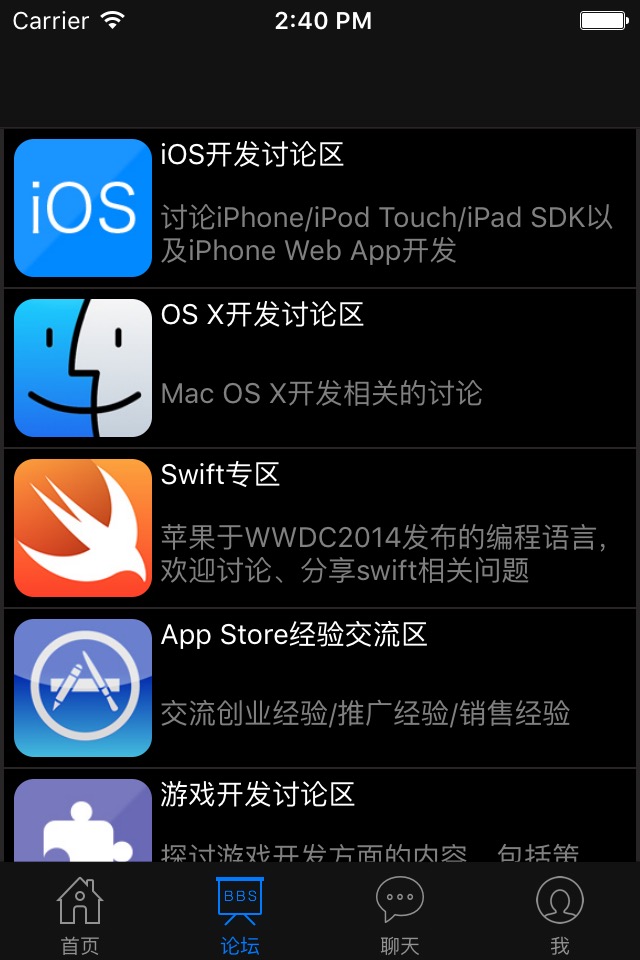 Carrier 2:40 PM
iOS
iOS开发讨论区
讨论iPhone/iPod Touch/iPad SDK以
及iPhone Web App开发
OS X开发讨论区
Mac OS X开发相关的讨论
Swift专区
苹果于WWDC2014发布的编程语言,
欢迎讨论、分享swift相关问题
App Store经验交流区
交流创业经验/推广经验/销售经验
游戏开发讨论区
探讨游戏开发方面的内容，包括策
BBS
首页 论坛 聊天 我